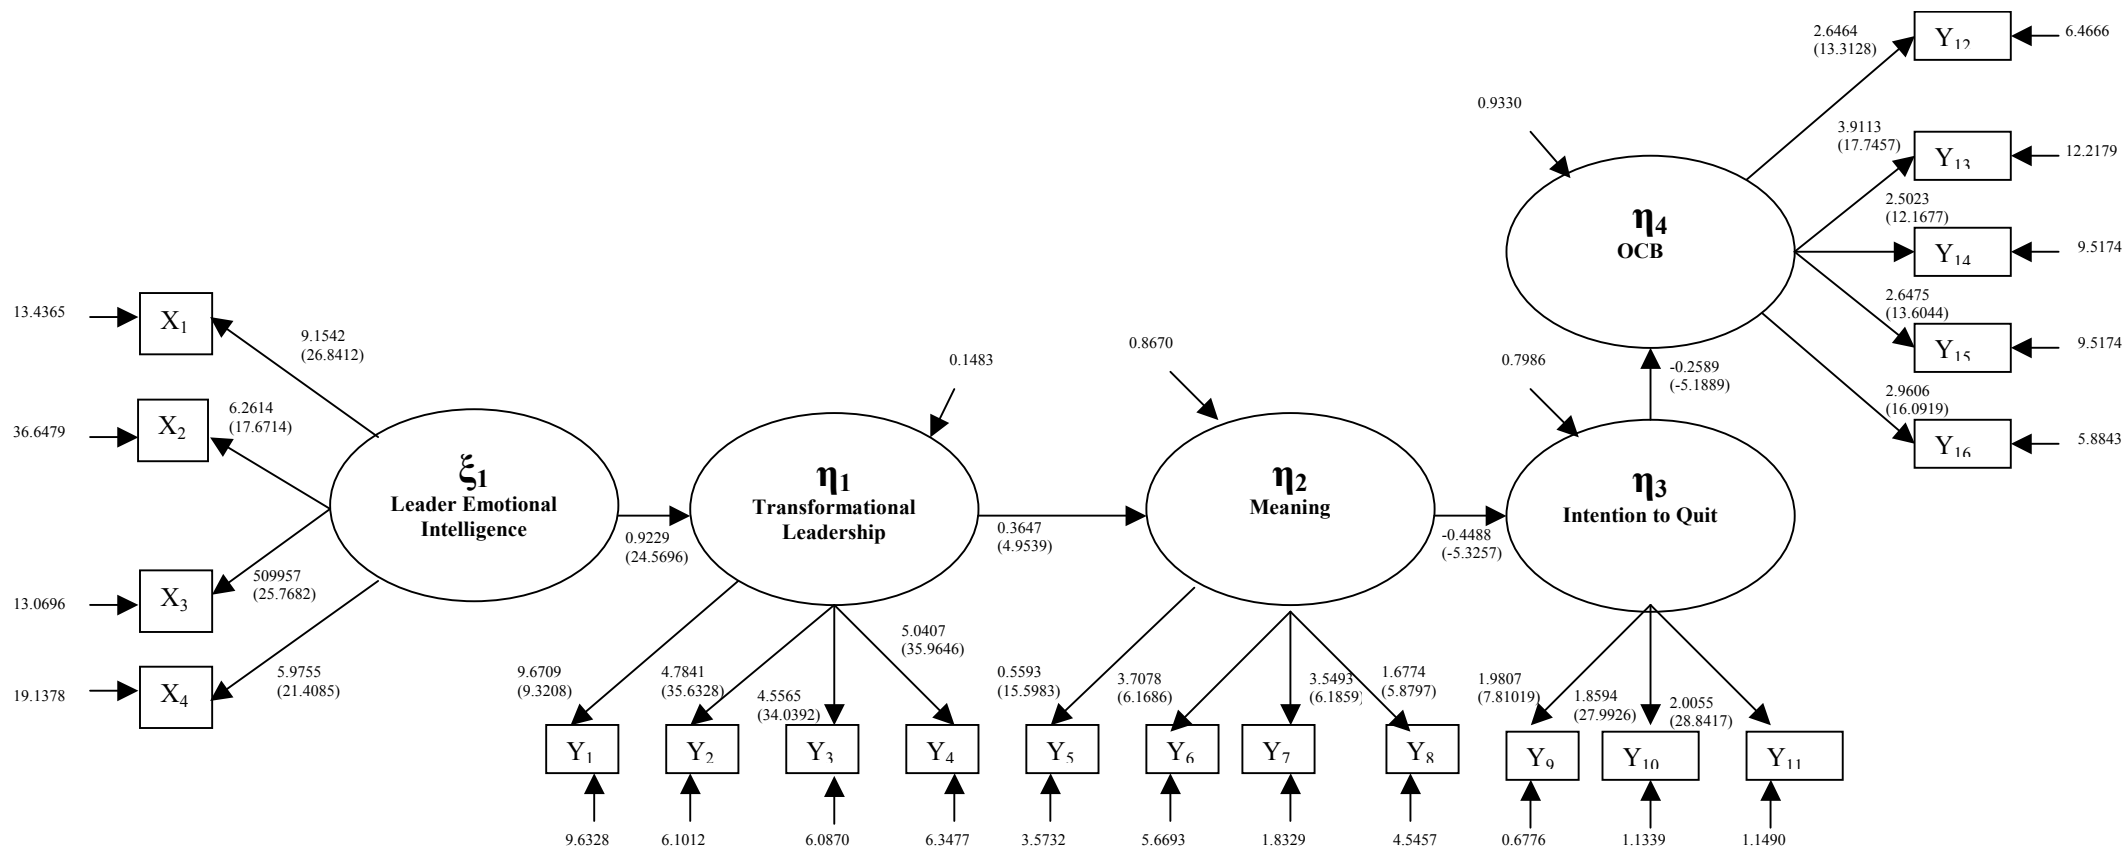 2.6464
(13.3128)
Y12
6.4666
0.9330
3.9113
(17.7457)
Y13
12.2179
η4
OCB
2.5023
(12.1677)
Y14
9.5174
2.6475
(13.6044)
Y15
9.5174
2.9606
(16.0919)
Y16
5.8843
-0.2589
(-5.1889)
13.4365
X1
9.1542
(26.8412)
36.6479
X2
6.2614
(17.6714)
13.0696
X3
509957
(25.7682)
19.1378
X4
5.9755
(21.4085)
ξ1
Leader Emotional
Intelligence
0.9229
(24.5696)
0.1483
η1
Transformational
Leadership
0.3647
(4.9539)
0.8670
η2
Meaning
-0.4488
(-5.3257)
0.7986
η3
Intention to Quit
9.6709
(9.3208)
4.7841
(35.6328)
4.5565
(34.0392)
5.0407
(35.9646)
0.5593
(15.5983)
3.7078
(6.1686)
3.5493
(6.1859)
1.6774
(5.8797)
1.9807
(7.81019)
1.8594
(27.9926)
2.0055
(28.8417)
Y1
Y2
Y3
Y4
Y5
Y6
Y7
Y8
Y9
Y10
Y11
9.6328
6.1012
6.0870
6.3477
3.5732
5.6693
1.8329
4.5457
0.6776
1.1339
1.1490